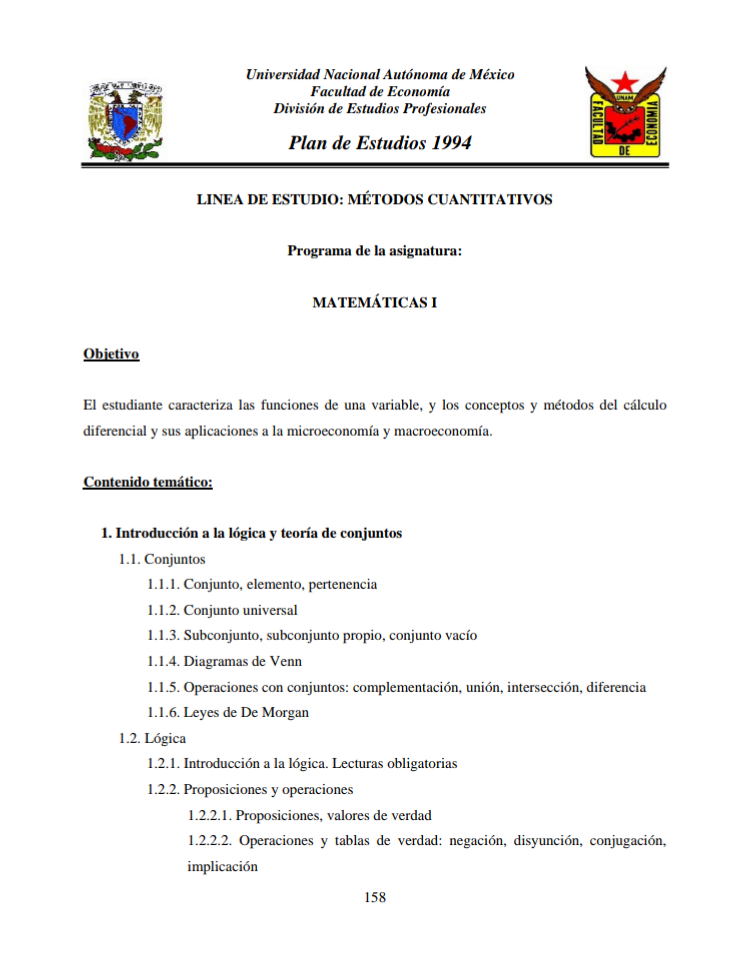 Universidad Nacional Autónoma de México
Facultad de Economía
División de Estudios Profesionales
Plan de Estudios 1994
UNAM
FACULTAD
DE
ECONOMIA
LINEA DE ESTUDIO: MÉTODOS CUANTITATIVOS
Programa de la asignatura:
MATEMÁTICAS I
Objetivo
El estudiante caracteriza las funciones de una variable, y los conceptos y métodos del cálculo
diferencial y sus aplicaciones a la microeconomía y macroeconomía.
Contenido temático:
1. Introducción a la lógica y teoría de conjuntos
1.1. Conjuntos
1.1.1. Conjunto, elemento, pertenencia
1.1.2. Conjunto universal
1.1.3. Subconjunto, subconjunto propio, conjunto vacío
1.1.4. Diagramas de Venn
1.1.5. Operaciones con conjuntos: complementación, unión, intersección, diferencia
1.1.6. Leyes de De Morgan
1.2. Lógica
1.2.1. Introducción a la lógica. Lecturas obligatorias
1.2.2. Proposiciones y operaciones
1.2.2.1. Proposiciones, valores de verdad
1.2.2.2. Operaciones y tablas de verdad: negación, disyunción, conjugación,
implicación
158